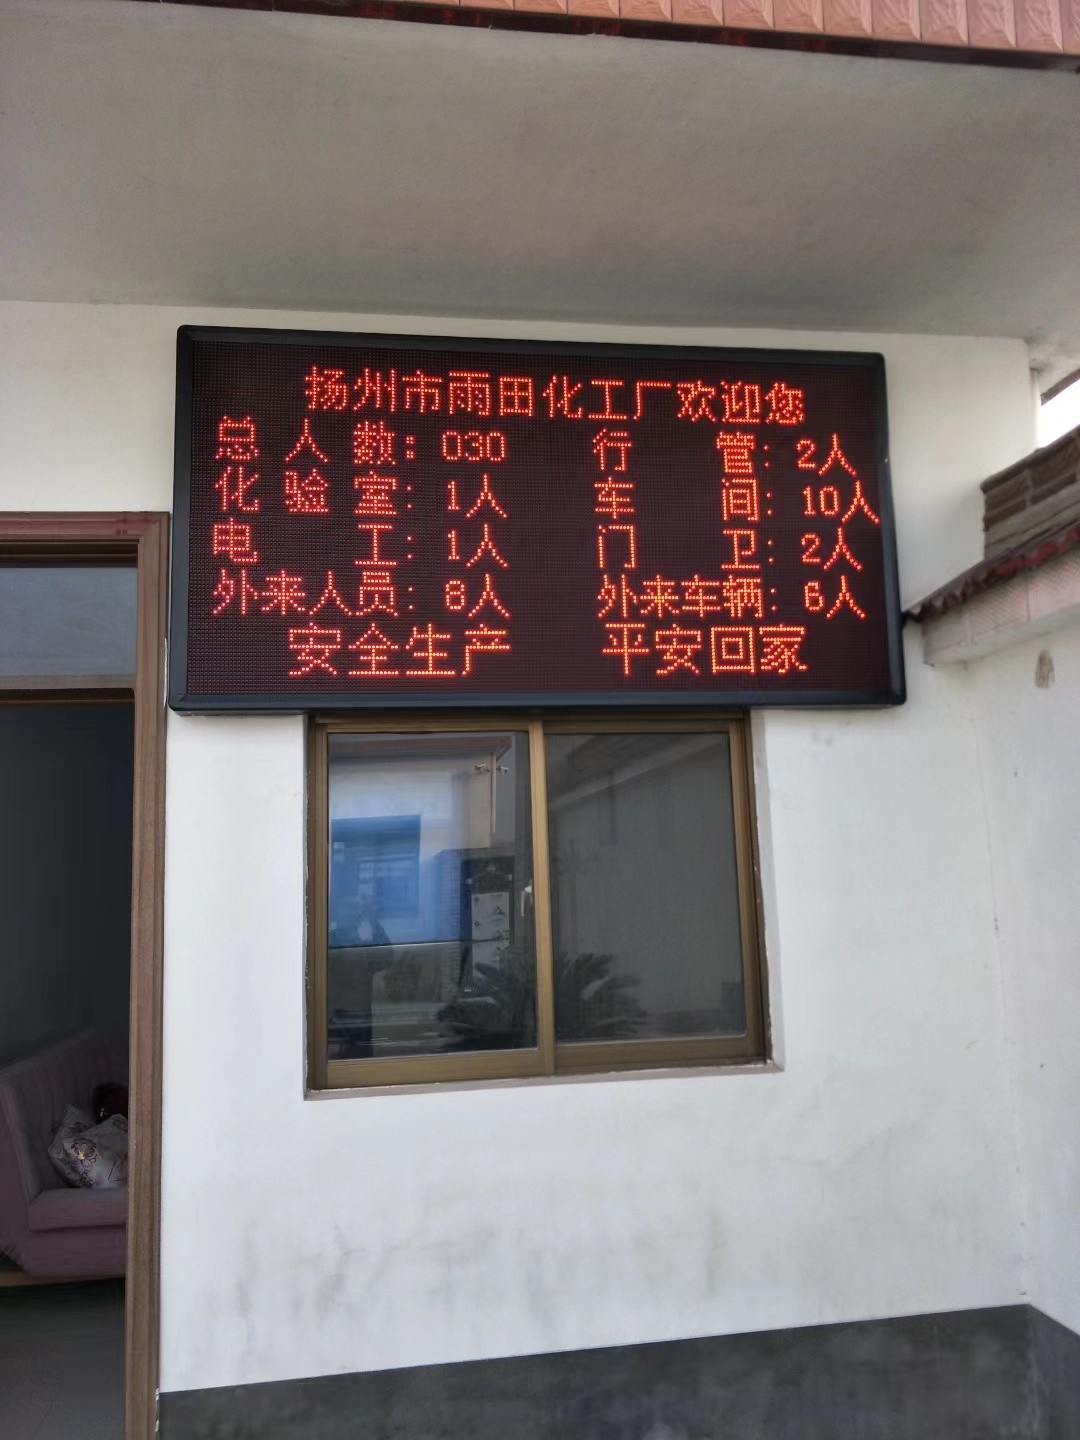 扬州市雨田化工厂欢迎您
总人数：030 行管：2人
化验室：1人 车间：10人
电工：1人 门卫：2人
外来人员：8人 外来车辆：6人
安全生产 平安回家